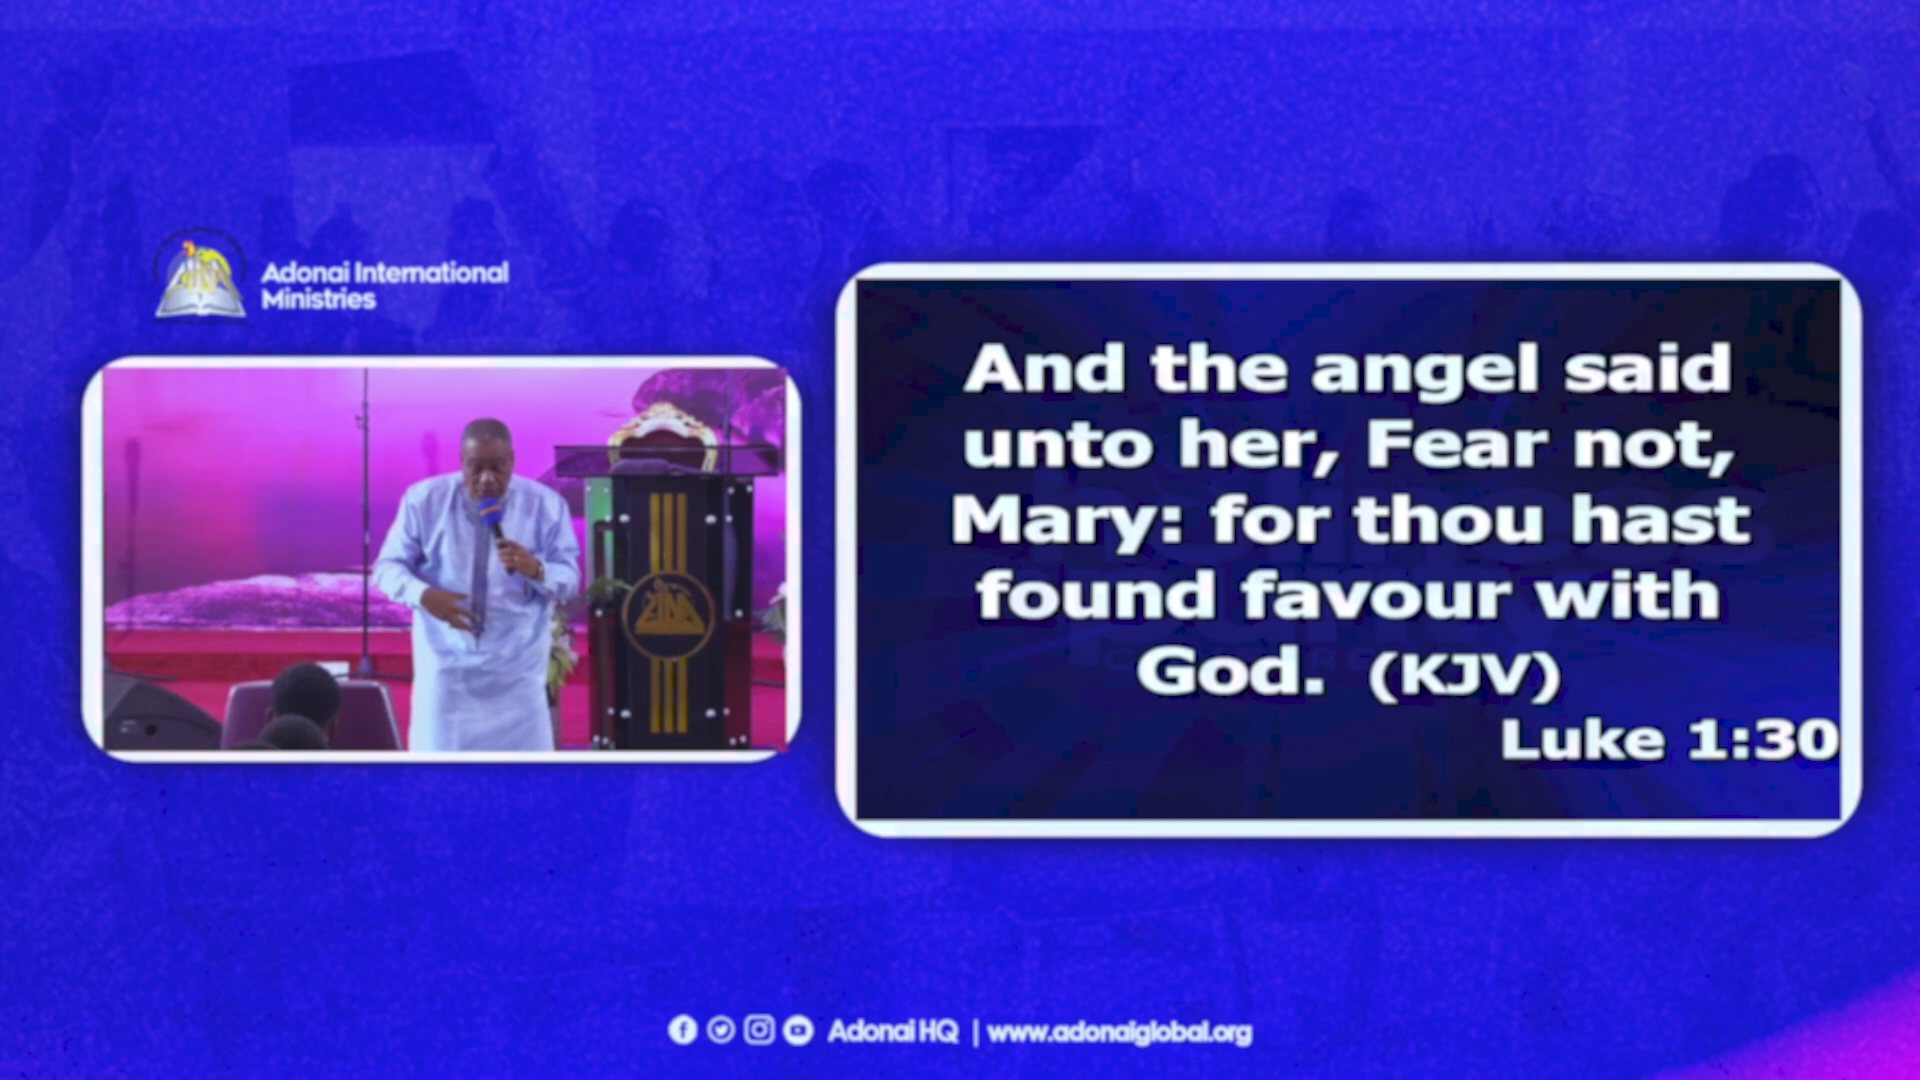 Adonai International
Ministries
And the angel said
unto her, Fear not,
Mary: for thou hast
found favour with
God. (KJV)
Luke 1:30
AIM
Adonai HQ | www.adonaiglobal.org